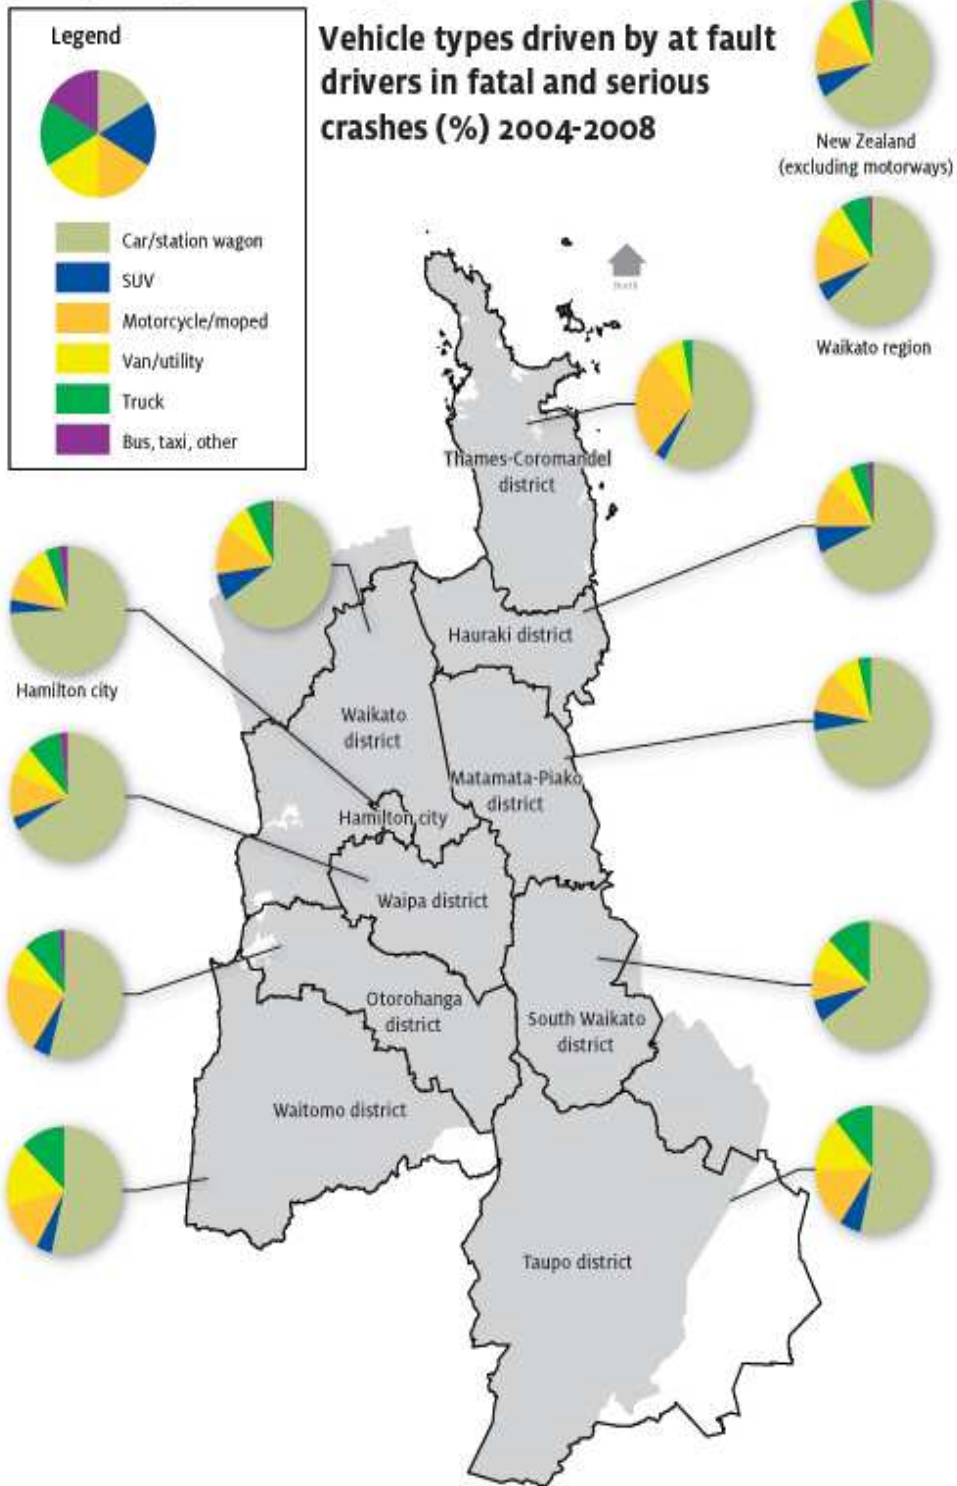 Legend
Car/station wagon
SUV
Motorcycle/moped
Van/utility
Truck
Bus, taxi, other
Vehicle types driven by at fault
drivers in fatal and serious
crashes (%) 2004-2008
New Zealand
(excluding motorways)
Waikato region
North
Thames-Coromandel
district
Hauraki district
Hamilton city
Waikato
district
Matamata-Piako
district
Hamilton city
Waipa district
Otorohanga
district
South Waikato
district
Waitomo district
Taupo district